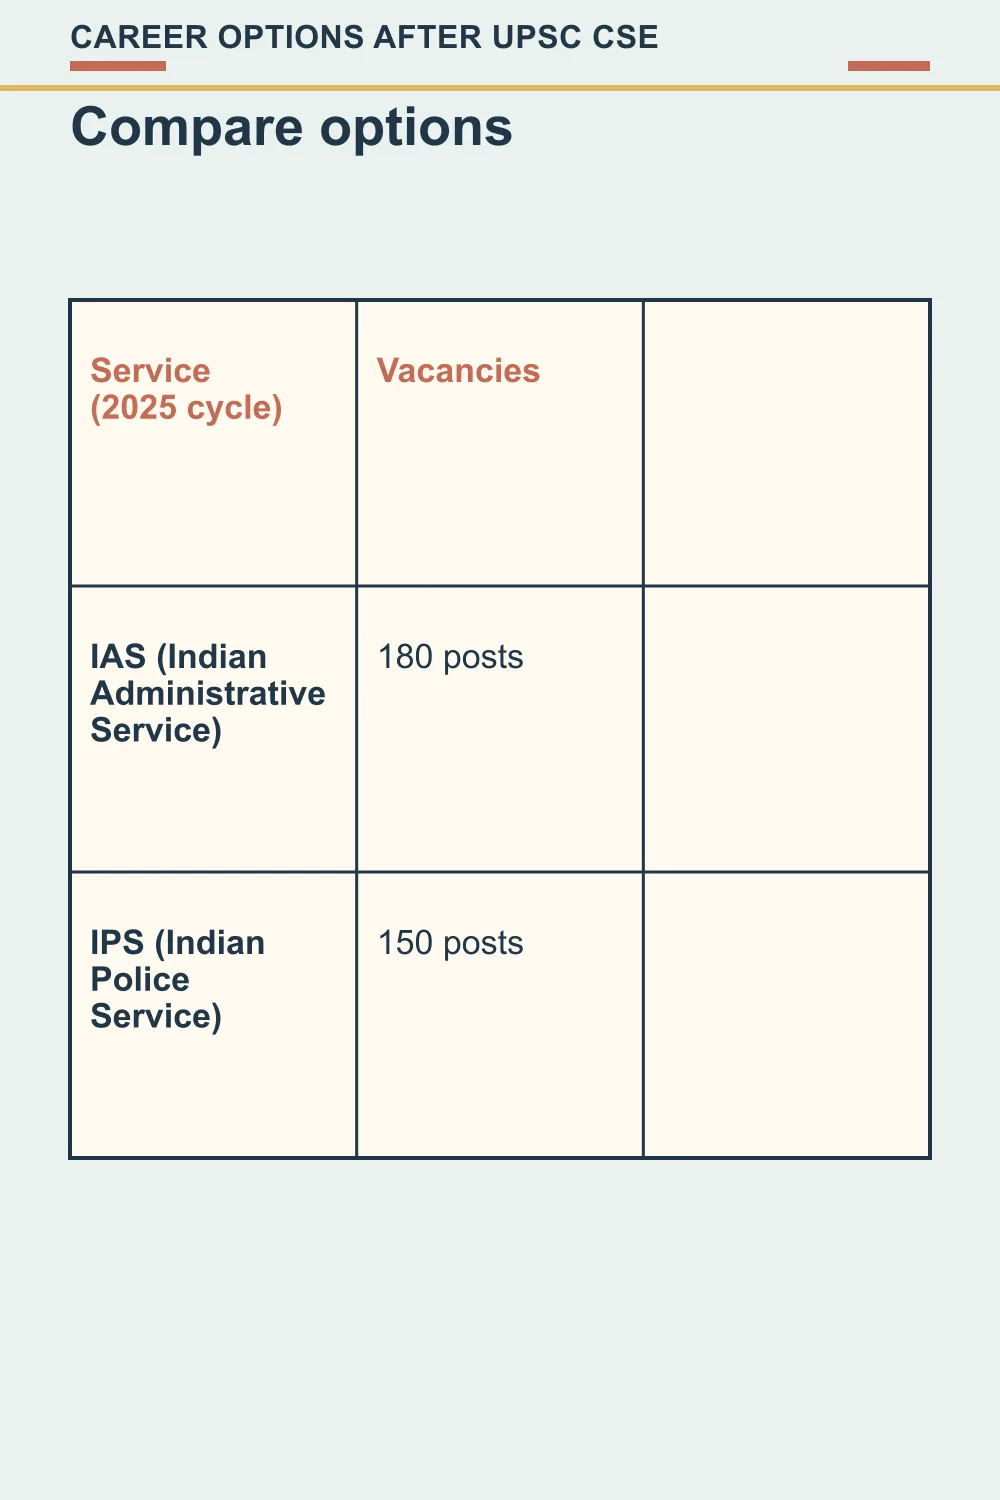 CAREER OPTIONS AFTER UPSC CSE
Compare options
Service
(2025 cycle)
Vacancies
IAS (Indian
Administrative
Service)
180 posts
IPS (Indian
Police
Service)
150 posts